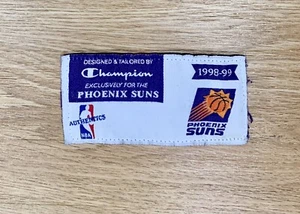 DESIGNED & TAILORED BY
Champion
EXCLUSIVELY FOR THE
PHOENIX SUNS
1998-99
AUTHENTICS
NBA
PHOENIX
SUNS